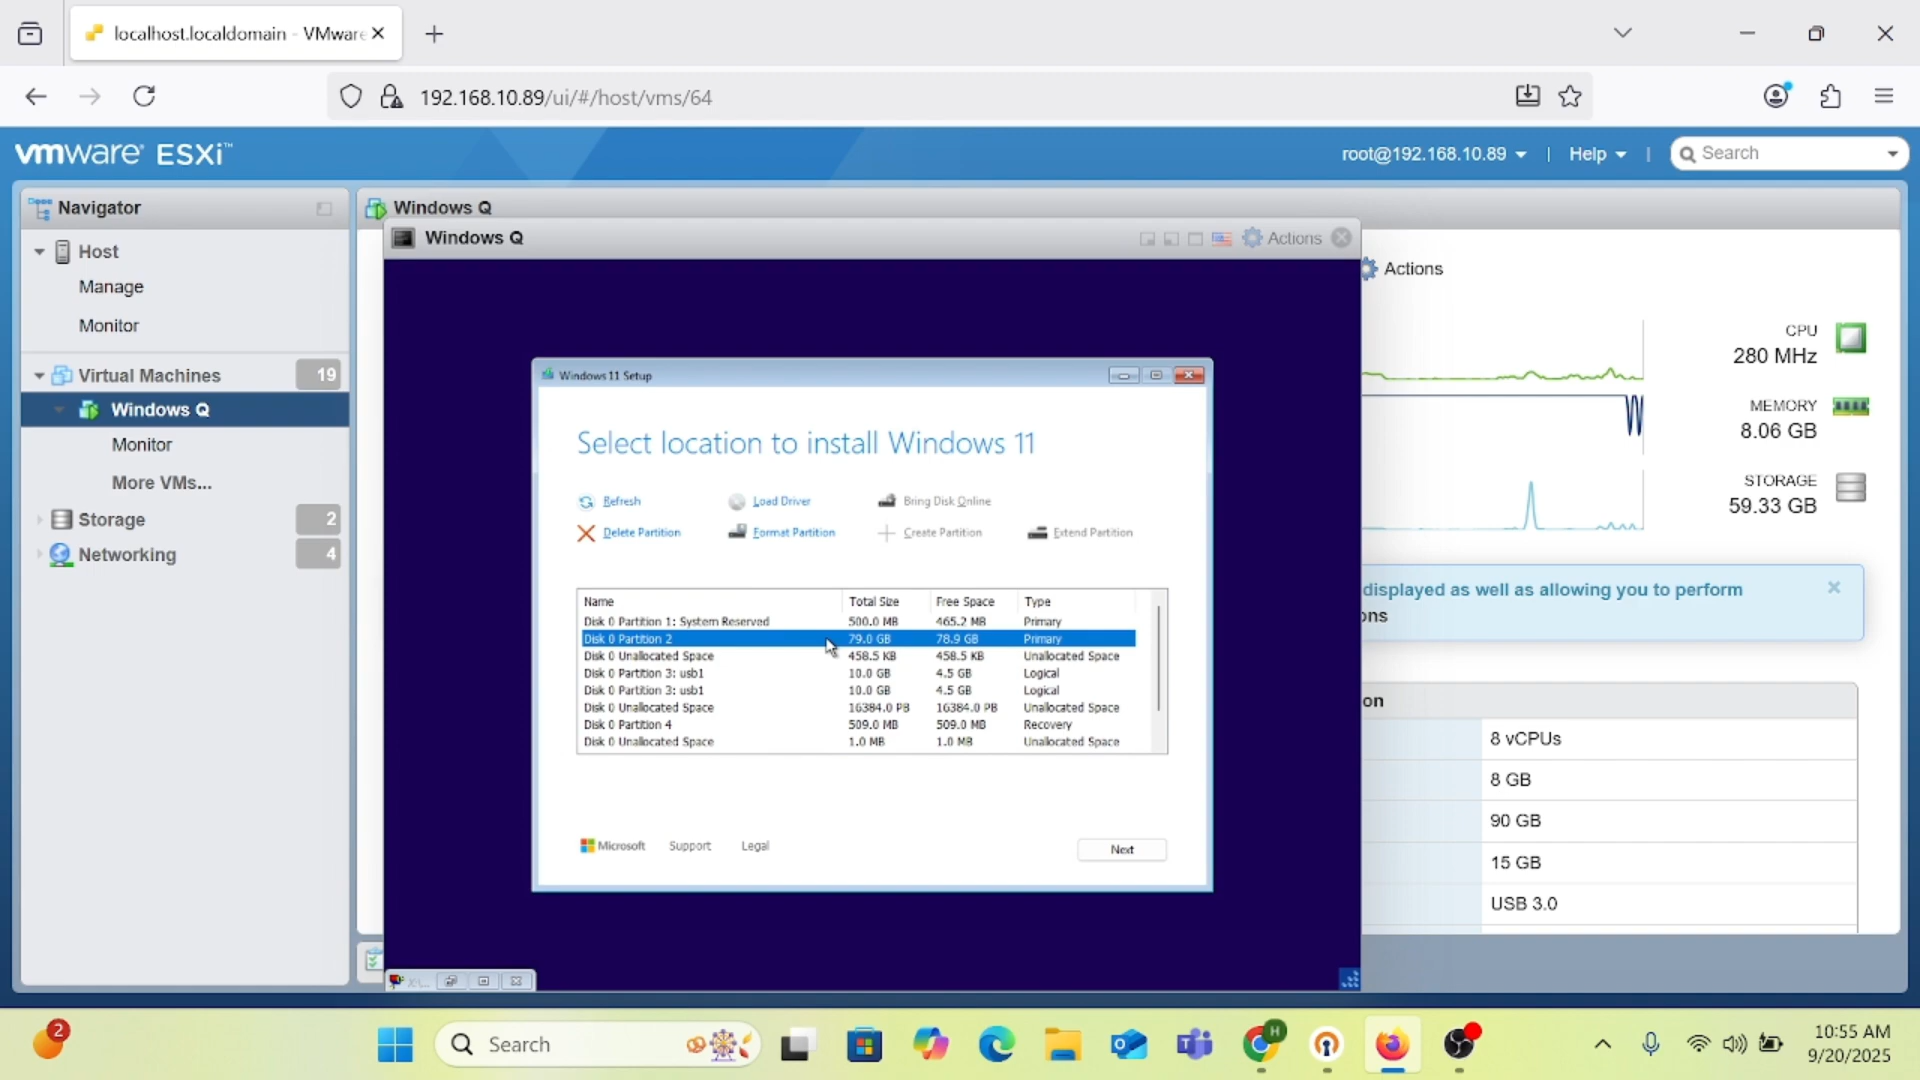 localhost.localdomain - VMware
192.168.10.89/ui/#/host/vms/64
vmware ESXi™
root@192.168.10.89 | Help | Search
Navigator
Host
Manage
Monitor
Virtual Machines 19
Windows Q
Monitor
More VMs...
Storage 2
Networking 4
Windows Q
Windows Q
Actions
Actions
CPU
280 MHz
MEMORY
8.06 GB
STORAGE
59.33 GB
displayed as well as allowing you to perform
8 vCPUs
8 GB
90 GB
15 GB
USB 3.0
Windows 11 Setup
Select location to install Windows 11
Refresh Load Driver Bring Disk Online
Delete Partition Format Partition Create Partition Extend Partition
Name Total Size Free Space Type
Disk 0 Partition 1: System Reserved 500.0 MB 465.2 MB Primary
Disk 0 Partition 2 79.0 GB 78.9 GB Primary
Disk 0 Unallocated Space 458.5 KB 458.5 KB Unallocated Space
Disk 0 Partition 3: usb1 10.0 GB 4.5 GB Logical
Disk 0 Partition 3: usb1 10.0 GB 4.5 GB Logical
Disk 0 Unallocated Space 16384.0 PB 16384.0 PB Unallocated Space
Disk 0 Partition 4 509.0 MB 509.0 MB Recovery
Disk 0 Unallocated Space 1.0 MB 1.0 MB Unallocated Space
Microsoft Support Legal
Next
2
Search
H
10:55 AM
9/20/2025